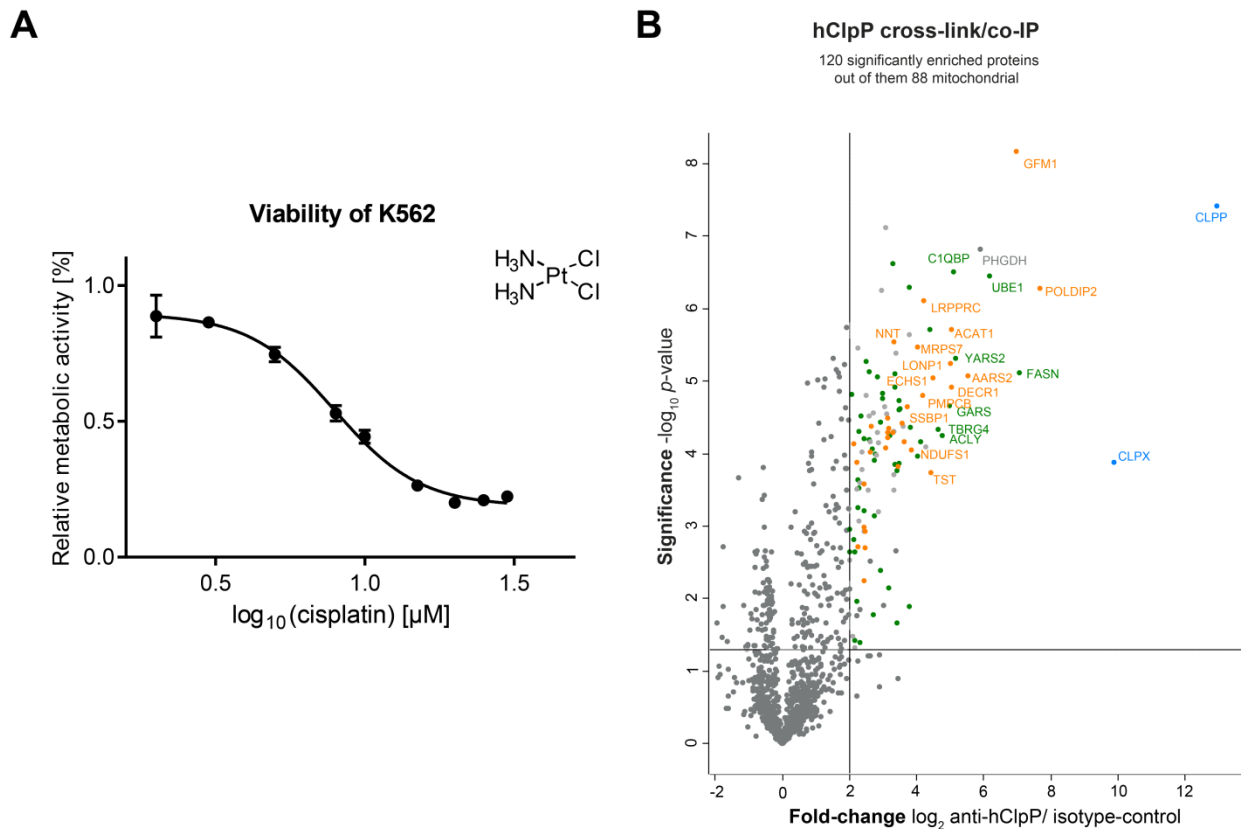 A
Viability of K562
H3N
Cl
Pt
H3N
Cl
Relative metabolic activity [%]
1.0
0.5
0.0
0.5
1.0
1.5
log10(cisplatin) [µM]
B
hClpP cross-link/co-IP
120 significantly enriched proteins
out of them 88 mitochondrial
Significance -log10 p-value
8
7
6
5
4
3
2
1
0
GFM1
CLPP
PHGDH
C1QBP
UBE1
POLDIP2
LRPPRC
NNT
ACAT1
MRPS7
YARS2
LONP1
FASN
ECHS1
AARS2
DECR1
PMPCB
GARS
SSBP1
TBRG4
ACLY
NDUFS1
CLPX
TST
-2
0
2
4
6
8
10
12
Fold-change log2 anti-hClpP/ isotype-control